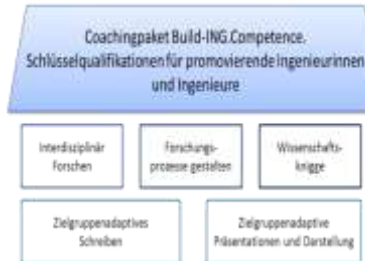 Coachingpaket Build-ING.Competence.
Schlüsselqualifikationen für promovierende Ingenieurinnen
und Ingenieure
Interdisziplinär
Forschen
Forschungs-
prozesse gestalten
Wissenschafts-
knigge
Zielgruppenadaptives
Schreiben
Zielgruppenadaptive
Präsentationen und Darstellung